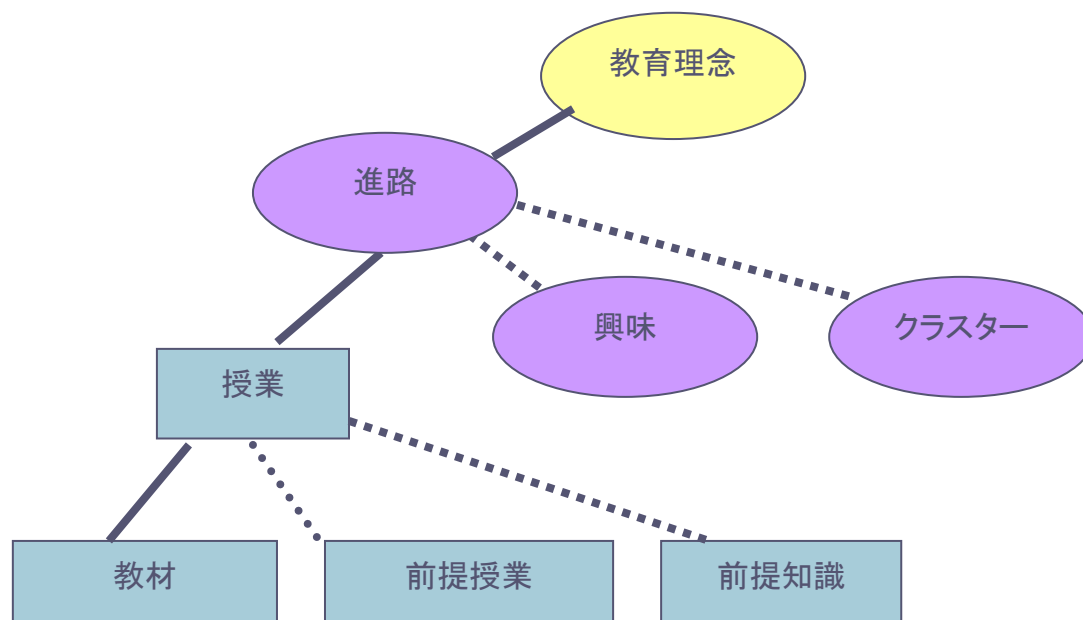 教育理念
進路
興味
クラスター
授業
教材
前提授業
前提知識